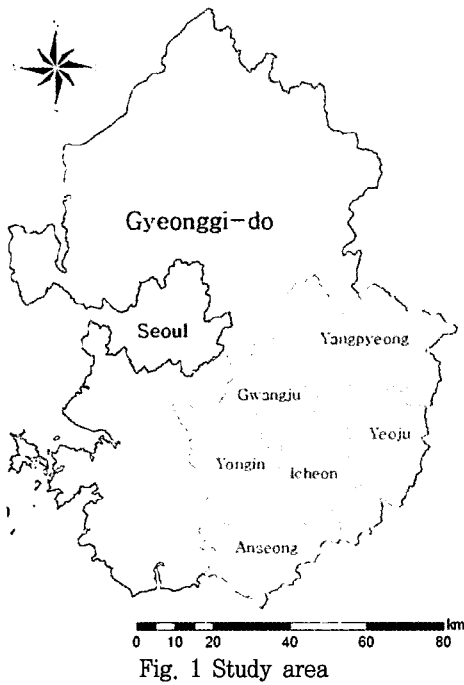 Gyeonggi-do
Seoul
Yangpyeong
Gwangju
Yeoju
Yongin
Icheon
Anseong
km
0 10 20 40 60 80
Fig. 1 Study area